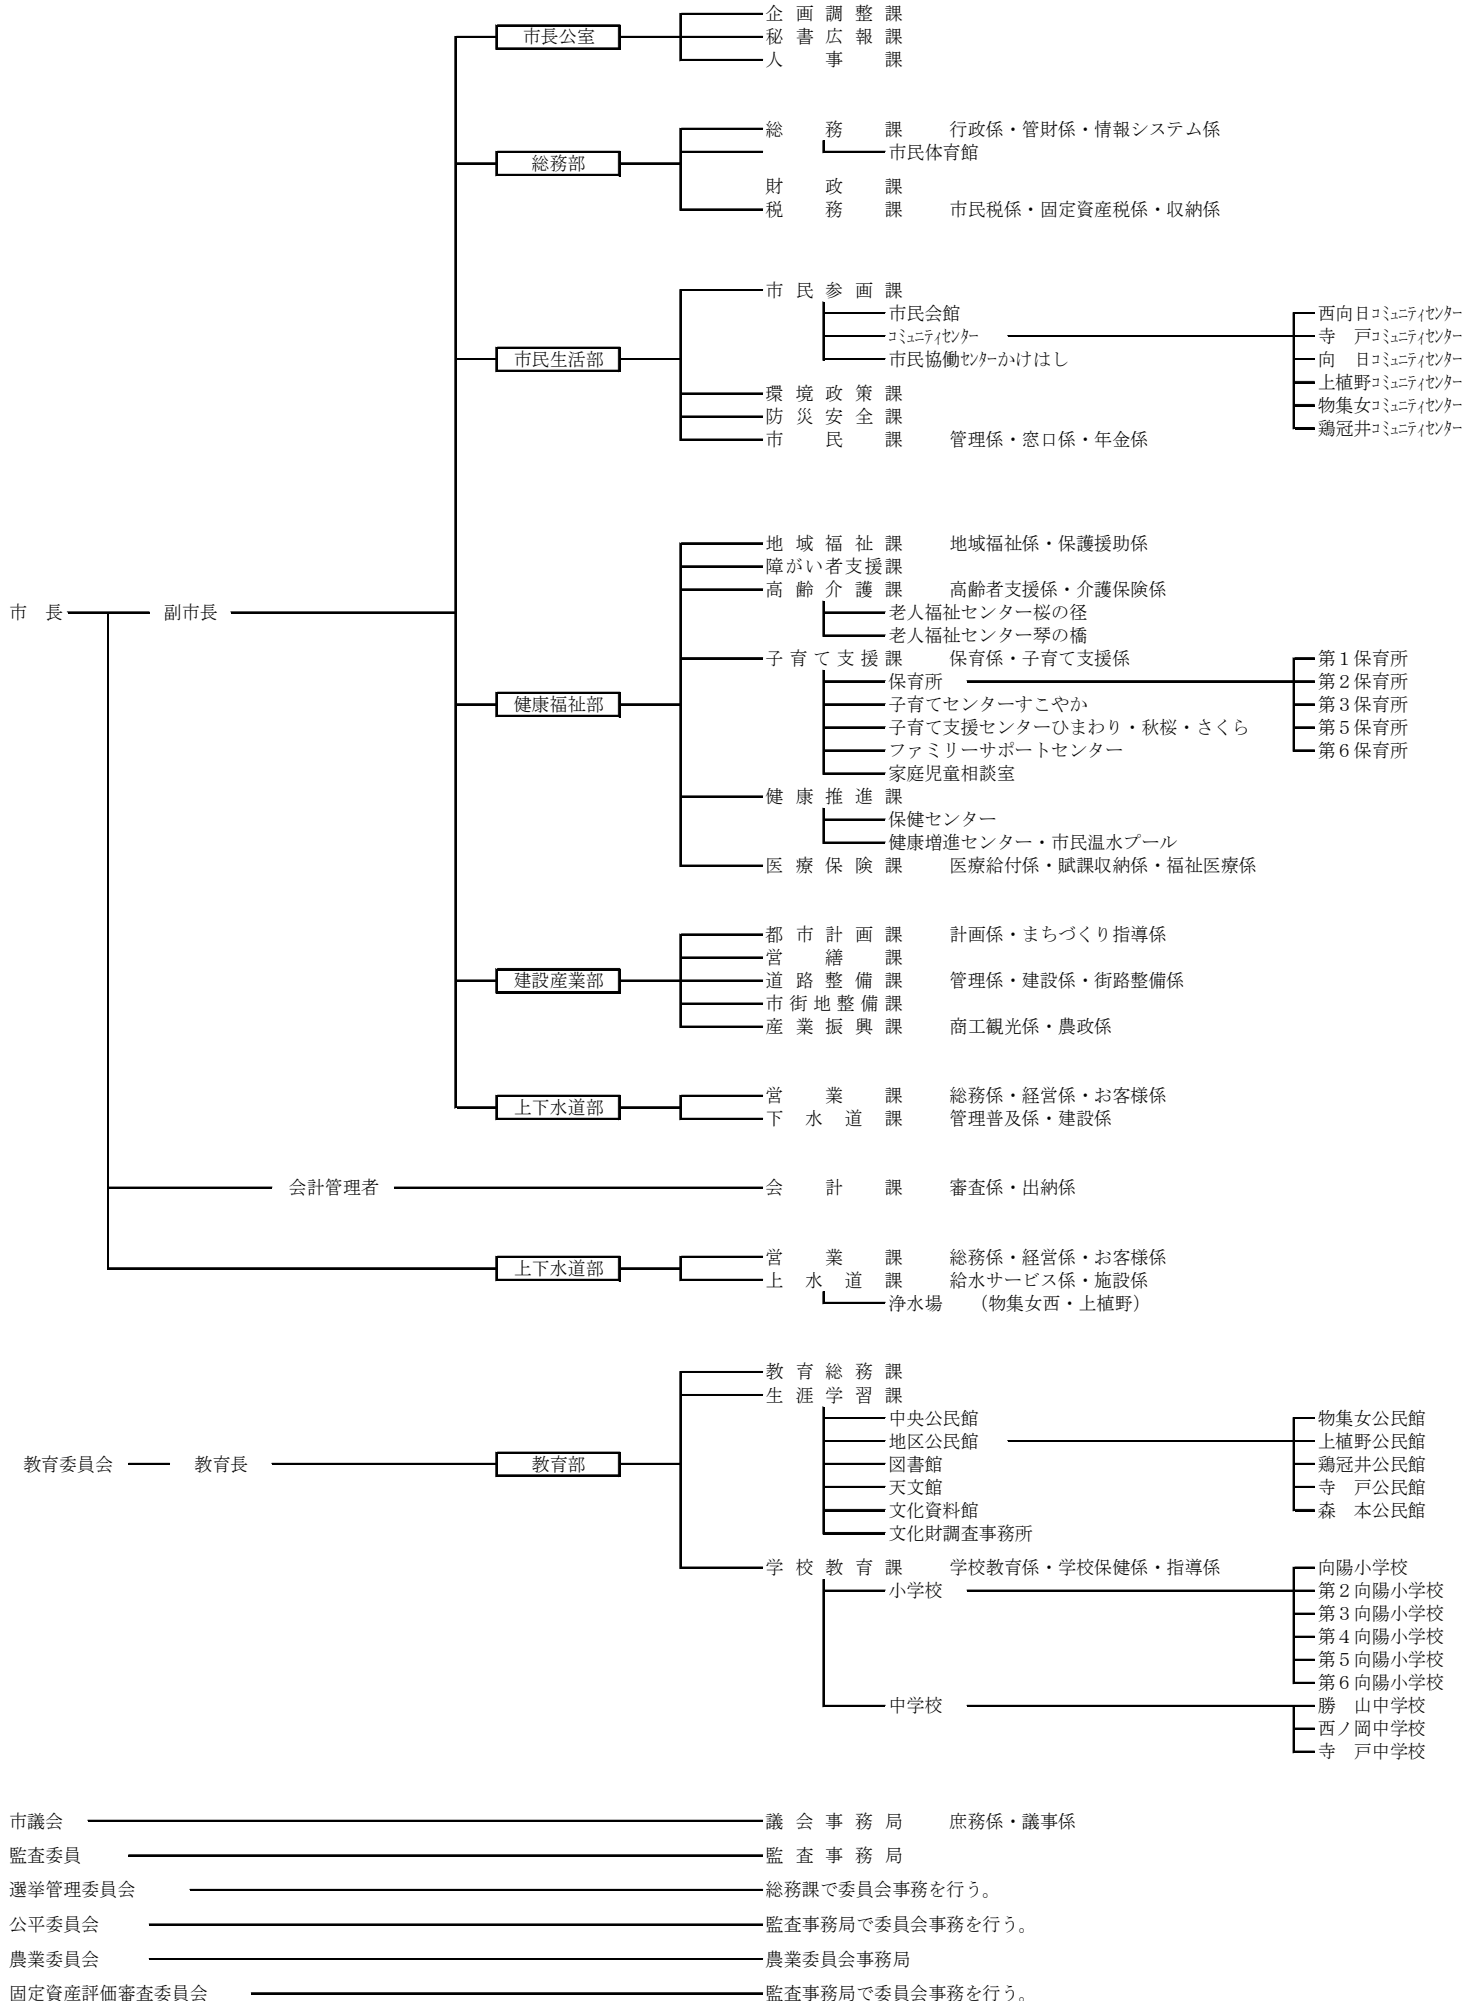 企画調整課
市長公室 秘書広報課
人事課
総務課 行政係・管財係・情報システム係
市民体育館
総務部
財政課
税務課 市民税係・固定資産税係・収納係
市民参画課
市民会館 西向日コミュニティセンター
コミュニティセンター 寺　戸コミュニティセンター
市民生活部 市民協働センターかけはし 向　日コミュニティセンター
上植野コミュニティセンター
環境政策課 物集女コミュニティセンター
防災安全課 鶏冠井コミュニティセンター
市民課 管理係・窓口係・年金係
地域福祉課 地域福祉係・保護援助係
障がい者支援課
高齢介護課 高齢者支援係・介護保険係
市　長 副市長 老人福祉センター桜の径
老人福祉センター琴の橋
子育て支援課 保育係・子育て支援係 第１保育所
保育所 第２保育所
健康福祉部 子育てセンターすこやか 第３保育所
子育て支援センターひまわり・秋桜・さくら 第５保育所
ファミリーサポートセンター 第６保育所
家庭児童相談室
健康推進課
保健センター
健康増進センター・市民温水プール
医療保険課 医療給付係・賦課収納係・福祉医療係
都市計画課 計画係・まちづくり指導係
営繕課
建設産業部 道路整備課 管理係・建設係・街路整備係
市街地整備課
産業振興課 商工観光係・農政係
営業課 総務係・経営係・お客様係
上下水道部
下水道課 管理普及係・建設係
会計管理者 会計課 審査係・出納係
営業課 総務係・経営係・お客様係
上下水道部
上水道課 給水サービス係・施設係
浄水場　（物集女西・上植野）
教育総務課
生涯学習課
中央公民館 物集女公民館
地区公民館 上植野公民館
教育委員会 教育長 教育部 図書館 鶏冠井公民館
天文館 寺　戸公民館
文化資料館 森　本公民館
文化財調査事務所
学校教育課 学校教育係・学校保健係・指導係 向陽小学校
小学校 第２向陽小学校
第３向陽小学校
第４向陽小学校
第５向陽小学校
第６向陽小学校
中学校 勝　山中学校
西ノ岡中学校
寺　戸中学校
市議会 議会事務局 庶務係・議事係
監査委員 監査事務局
選挙管理委員会 総務課で委員会事務を行う。
公平委員会 監査事務局で委員会事務を行う。
農業委員会 農業委員会事務局
固定資産評価審査委員会 監査事務局で委員会事務を行う。